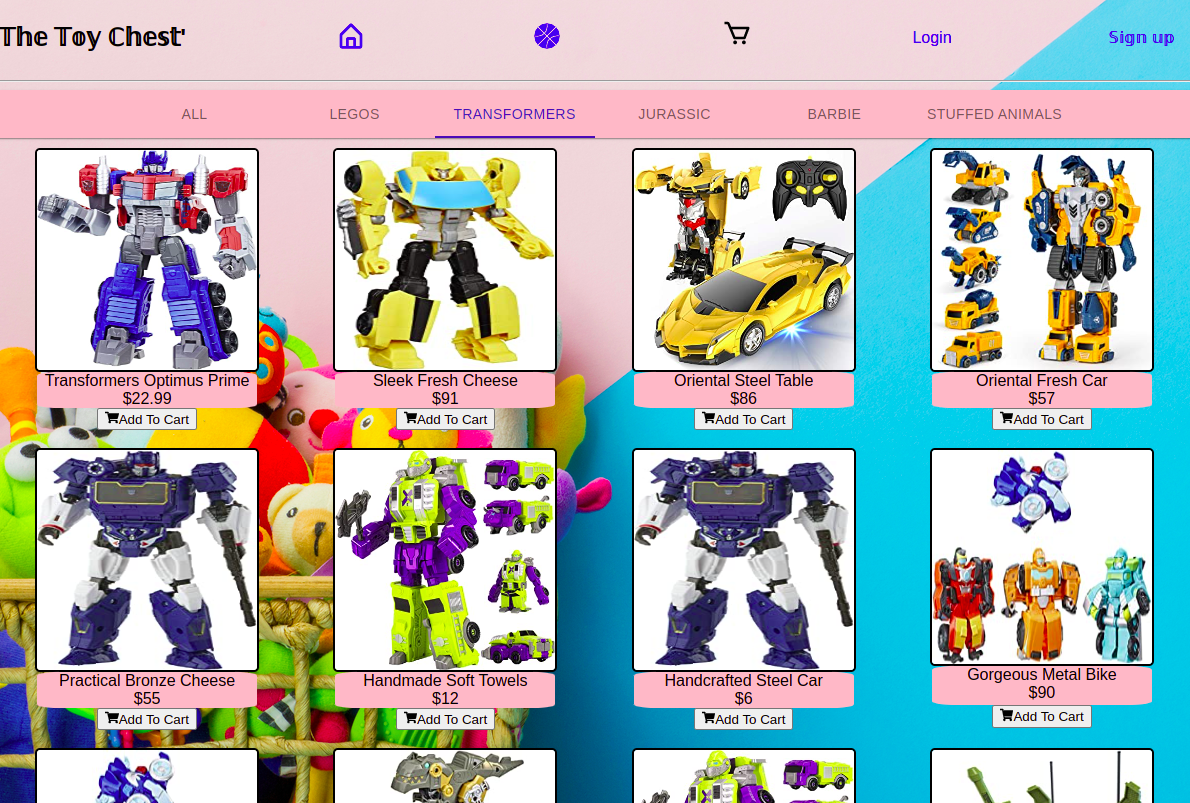 The Toy Chest'
Login
Sign up
ALL
LEGOS
TRANSFORMERS
JURASSIC
BARBIE
STUFFED ANIMALS
Transformers Optimus Prime
$22.99
Add To Cart
Sleek Fresh Cheese
$91
Add To Cart
Oriental Steel Table
$86
Add To Cart
Oriental Fresh Car
$57
Add To Cart
Practical Bronze Cheese
$55
Add To Cart
Handmade Soft Towels
$12
Add To Cart
Handcrafted Steel Car
$6
Add To Cart
Gorgeous Metal Bike
$90
Add To Cart